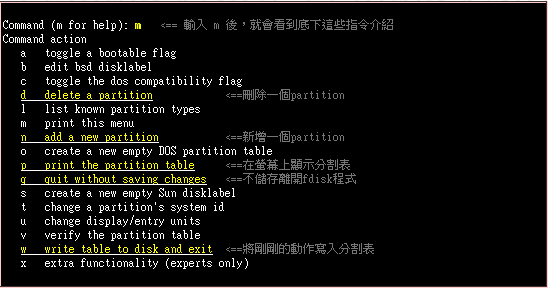 Command (m for help): m   <== 輸入 m 後，就會看到底下這些指令介紹
Command action
a   toggle a bootable flag
b   edit bsd disklabel
c   toggle the dos compatibility flag
d   delete a partition   <==刪除一個partition
l   list known partition types
m   print this menu
n   add a new partition   <==新增一個partition
o   create a new empty DOS partition table
p   print the partition table   <==在螢幕上顯示分割表
q   quit without saving changes   <==不儲存離開fdisk程式
s   create a new empty Sun disklabel
t   change a partition's system id
u   change display/entry units
v   verify the partition table
w   write table to disk and exit   <==將剛剛的動作寫入分割表
x   extra functionality (experts only)